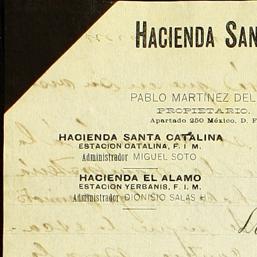 HACIENDA SAN
PABLO MARTINEZ DEL
PROPIETARIO.
Apartado 250 México, D. F
HACIENDA SANTA CATALINA
ESTACION CATALINA, F. I. M.
Administrador MIGUEL SOTO
HACIENDA EL ALAMO
ESTACION YERBANIS, F. I. M.
Administrador DIONISIO SALAS